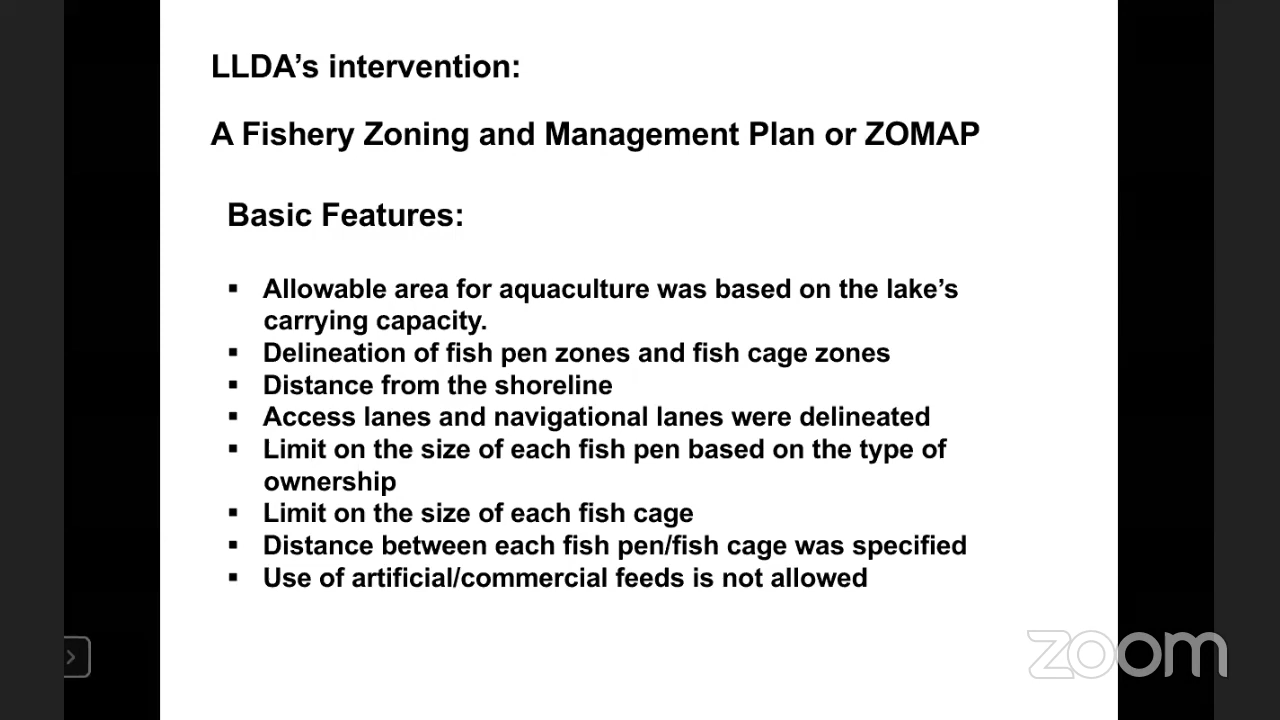 LLDA's intervention:
A Fishery Zoning and Management Plan or ZOMAP
Basic Features:
▪ Allowable area for aquaculture was based on the lake's
carrying capacity.
▪ Delineation of fish pen zones and fish cage zones
▪ Distance from the shoreline
▪ Access lanes and navigational lanes were delineated
▪ Limit on the size of each fish pen based on the type of
ownership
▪ Limit on the size of each fish cage
▪ Distance between each fish pen/fish cage was specified
▪ Use of artificial/commercial feeds is not allowed
zoom